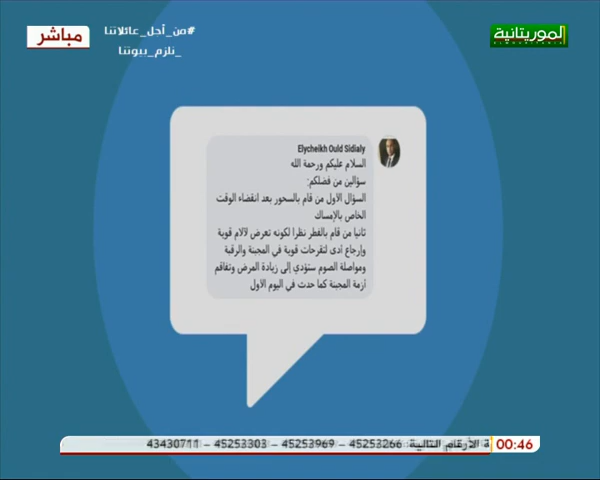 مباشر
#من_أجل_عائلاتنا
_نلزم_بيوتنا
الموريتانية
Elycheikh Ould Sidialy
السلام عليكم ورحمة الله
سؤالين من فضلكم:
السؤال الأول من قام بالسحور بعد انقضاء الوقت
الخاص بالإمساك
ثانيا من قام بالفطر نظرا لكونه تعرض لآلام قوية
وإرجاع أدى لتقرحات قوية في المجبنة والرقبة
ومواصلة الصوم ستؤدي إلى زيادة المرض وتفاقم
أزمة المجبنة كما حدث في اليوم الأول
ة الأرقام التالية :45253266 – 45253969 – 45253303 – 43430711
00:46